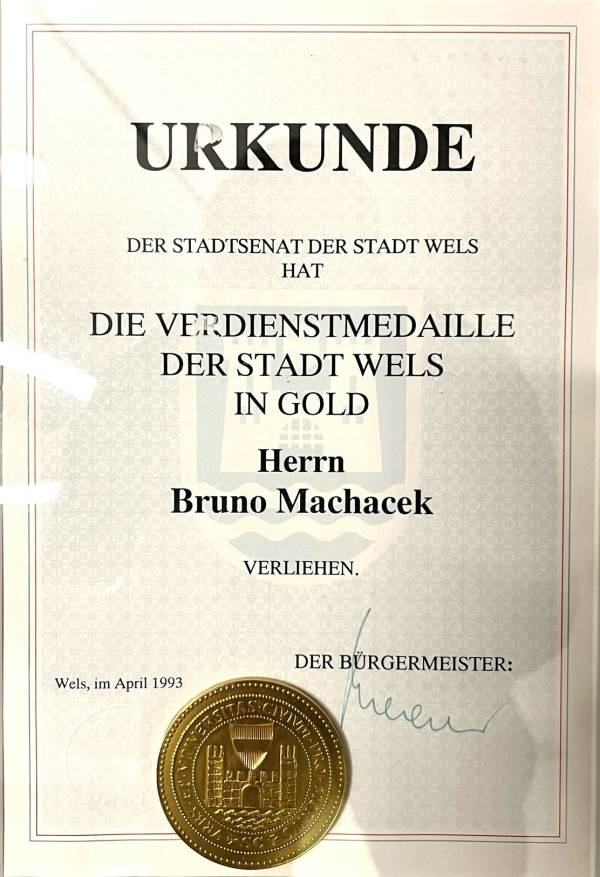 URKUNDE
DER STADTSENAT DER STADT WELS
HAT
DIE VERDIENSTMEDAILLE
DER STADT WELS
IN GOLD
Herrn
Bruno Machacek
VERLIEHEN.
DER BÜRGERMEISTER:
Wels, im April 1993